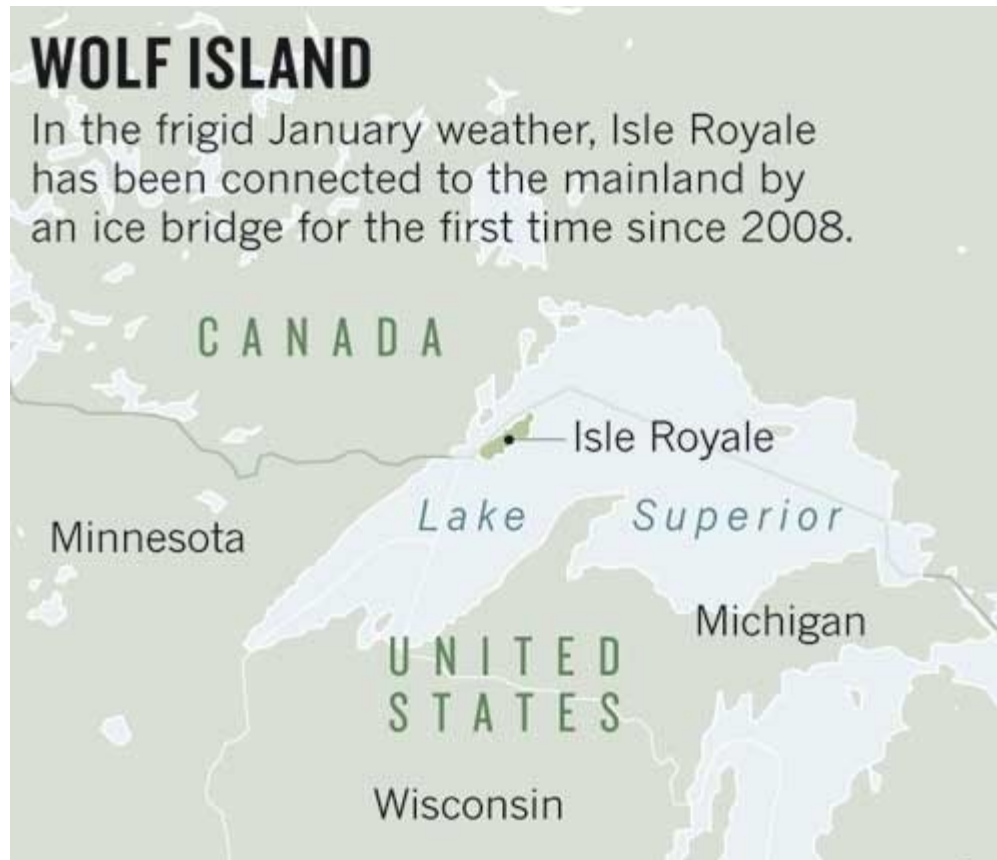 WOLF ISLAND
In the frigid January weather, Isle Royale
has been connected to the mainland by
an ice bridge for the first time since 2008.
CANADA
Isle Royale
Lake Superior
Minnesota
Michigan
UNITED
STATES
Wisconsin